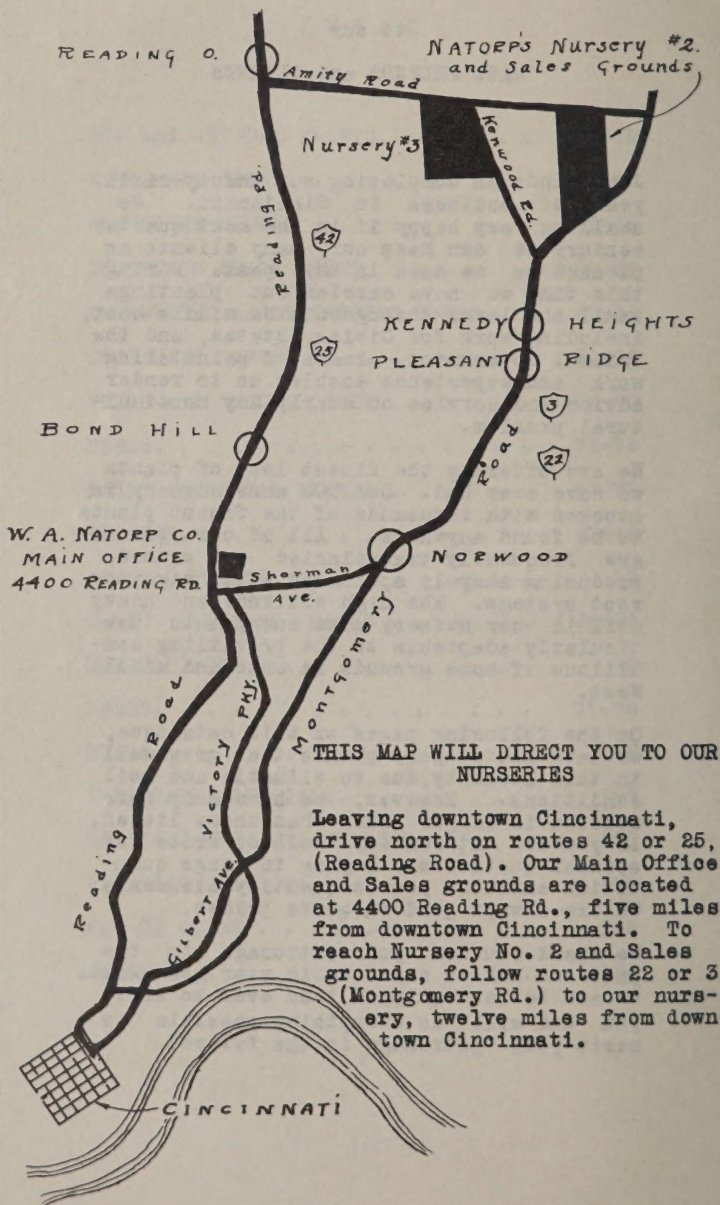 READING O.
Amity Road
NATORP'S Nursery #2.
and Sales Grounds
Nursery #3
Kenwood Rd.
Reading Rd.
42
25
KENNEDY HEIGHTS
PLEASANT RIDGE
3
22
Road
BOND HILL
W. A. NATORP CO.
MAIN OFFICE
4400 READING RD.
Sherman
Ave.
NORWOOD
Montgomery
Reading Road
Victory Pky.
Gilbert Ave.
THIS MAP WILL DIRECT YOU TO OUR
NURSERIES
Leaving downtown Cincinnati,
drive north on routes 42 or 25,
(Reading Road). Our Main Office
and Sales grounds are located
at 4400 Reading Rd., five miles
from downtown Cincinnati. To
reach Nursery No. 2 and Sales
grounds, follow routes 22 or 3
(Montgomery Rd.) to our nurs-
ery, twelve miles from down
town Cincinnati.
CINCINNATI